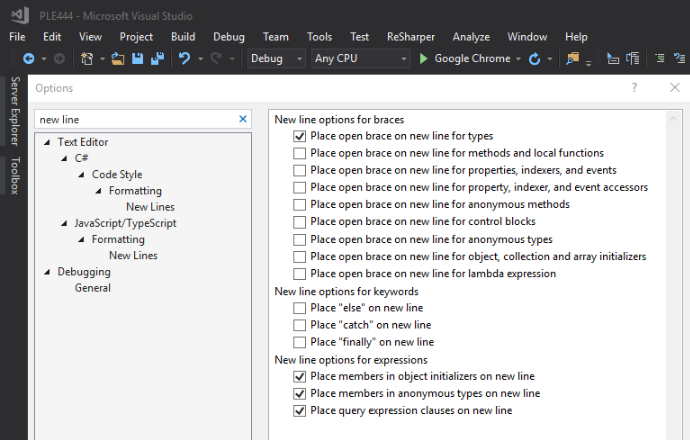 PLE444 - Microsoft Visual Studio
File Edit View Project Build Debug Team Tools Test ReSharper Analyze Window Help
Debug Any CPU Google Chrome
Server Explorer
Toolbox
Options ? ×
new line ×
Text Editor
C#
Code Style
Formatting
New Lines
JavaScript/TypeScript
Formatting
New Lines
Debugging
General
New line options for braces
Place open brace on new line for types
Place open brace on new line for methods and local functions
Place open brace on new line for properties, indexers, and events
Place open brace on new line for property, indexer, and event accessors
Place open brace on new line for anonymous methods
Place open brace on new line for control blocks
Place open brace on new line for anonymous types
Place open brace on new line for object, collection and array initializers
Place open brace on new line for lambda expression
New line options for keywords
Place "else" on new line
Place "catch" on new line
Place "finally" on new line
New line options for expressions
Place members in object initializers on new line
Place members in anonymous types on new line
Place query expression clauses on new line